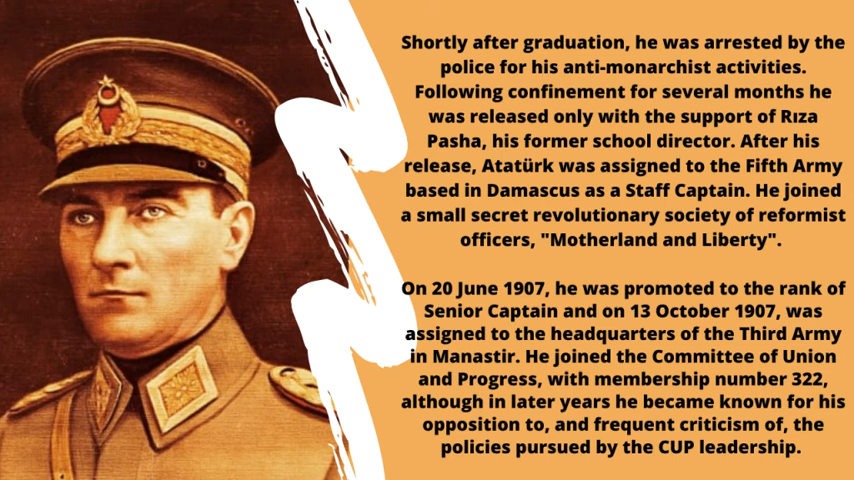 Shortly after graduation, he was arrested by the
police for his anti-monarchist activities.
Following confinement for several months he
was released only with the support of Rıza
Pasha, his former school director. After his
release, Atatürk was assigned to the Fifth Army
based in Damascus as a Staff Captain. He joined
a small secret revolutionary society of reformist
officers, "Motherland and Liberty".
On 20 June 1907, he was promoted to the rank of
Senior Captain and on 13 October 1907, was
assigned to the headquarters of the Third Army
in Manastir. He joined the Committee of Union
and Progress, with membership number 322,
although in later years he became known for his
opposition to, and frequent criticism of, the
policies pursued by the CUP leadership.